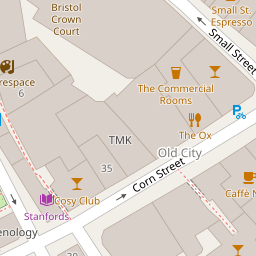 Bristol
Crown
Court
Small St.
Espresso
Small Street
respace
6
The Commercial
Rooms
The Ox
TMK
Old City
35
Corn Street
Cosy Club
Stanfords
Caffè N
enology